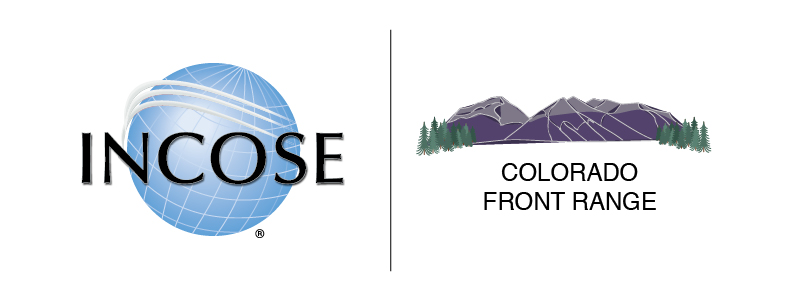 INCOSE
®
COLORADO
FRONT RANGE